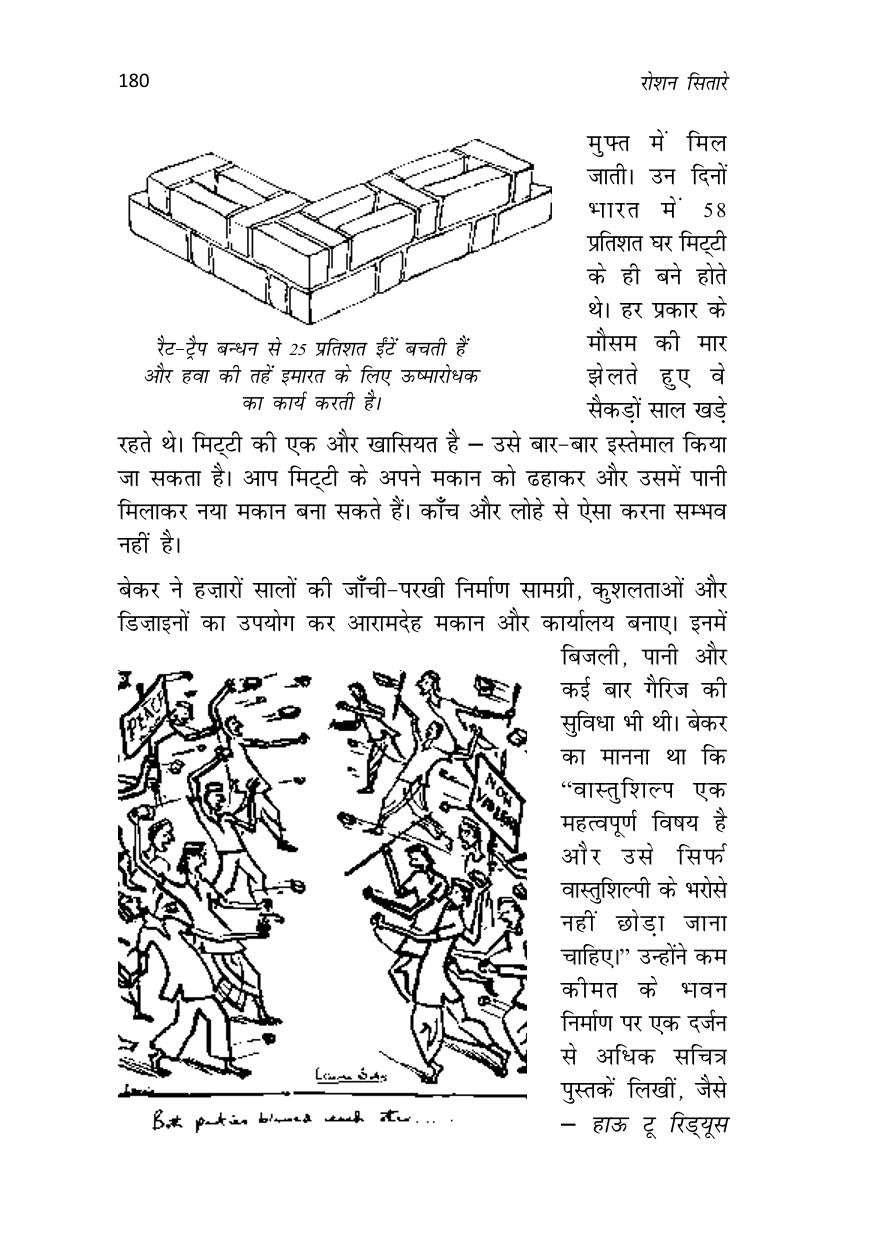 180
रोशन सितारे
मुफ्त में मिल
जाती। उन दिनों
भारत में 58
प्रतिशत घर मिट्टी
के ही बने होते
थे। हर प्रकार के
मौसम की मार
झेलते हुए वे
सैकड़ों साल खड़े
रैट-ट्रैप बन्धन से 25 प्रतिशत ईंटें बचती हैं
और हवा की तहें इमारत के लिए ऊष्मारोधक
का कार्य करती है।
रहते थे। मिट्टी की एक और खासियत है – उसे बार-बार इस्तेमाल किया
जा सकता है। आप मिट्टी के अपने मकान को ढहाकर और उसमें पानी
मिलाकर नया मकान बना सकते हैं। काँच और लोहे से ऐसा करना सम्भव
नहीं है।
बेकर ने हज़ारों सालों की जाँची-परखी निर्माण सामग्री, कुशलताओं और
डिज़ाइनों का उपयोग कर आरामदेह मकान और कार्यालय बनाए। इनमें
बिजली, पानी और
कई बार गैरिज की
सुविधा भी थी। बेकर
का मानना था कि
“वास्तुशिल्प एक
महत्वपूर्ण विषय है
और उसे सिर्फ
वास्तुशिल्पी के भरोसे
नहीं छोड़ा जाना
चाहिए।” उन्होंने कम
कीमत के भवन
निर्माण पर एक दर्जन
से अधिक सचित्र
पुस्तकें लिखीं, जैसे
– हाऊ टू रिड्यूस
PEACE
NON
VIOLENCE
Both parties blamed each other.....